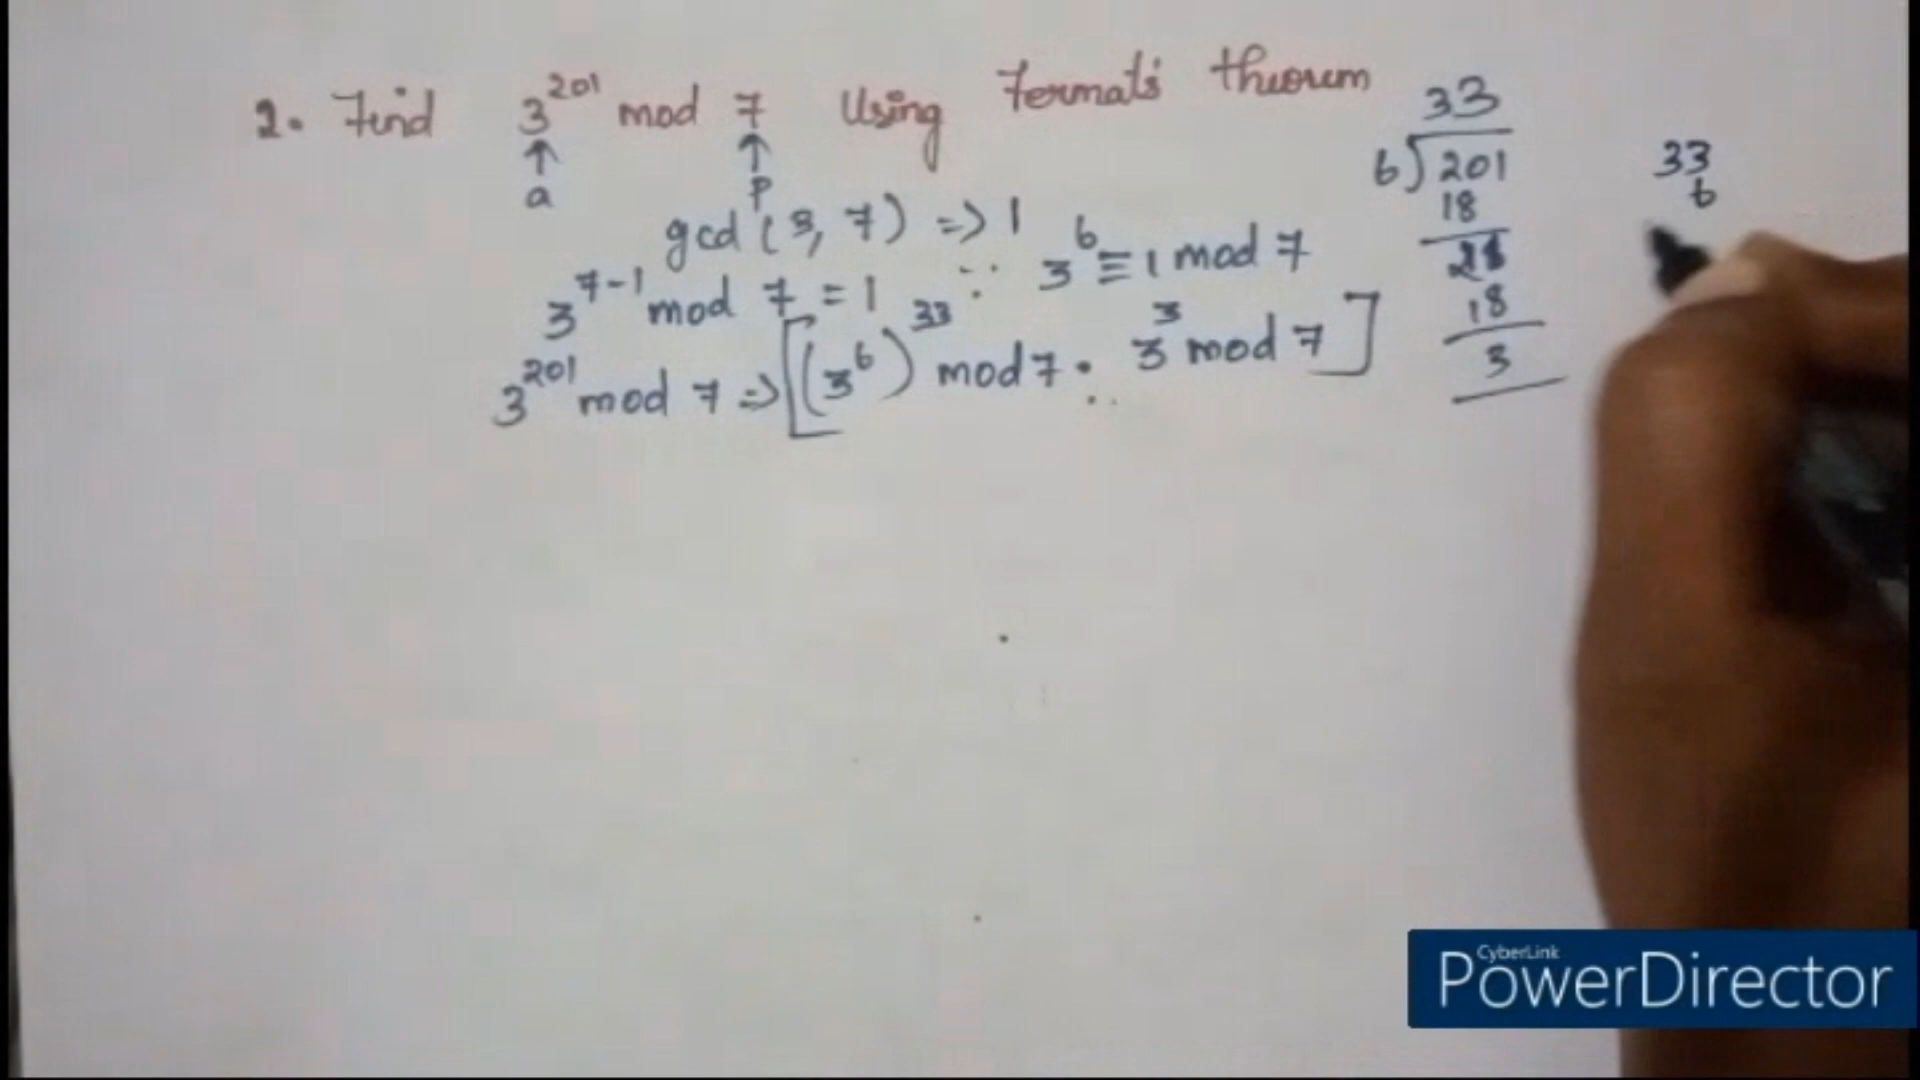 2. Find 3^201 mod 7 Using Fermat's theorem
↑ ↑
a P
gcd (3, 7) => 1
3^7-1 mod 7 = 1 ∵ 3^6 ≡ 1 mod 7
3^201 mod 7 => [(3^6)^33 mod 7 . 3^3 mod 7]
33
6)201
18
21
18
3
33
6
CyberLink
PowerDirector